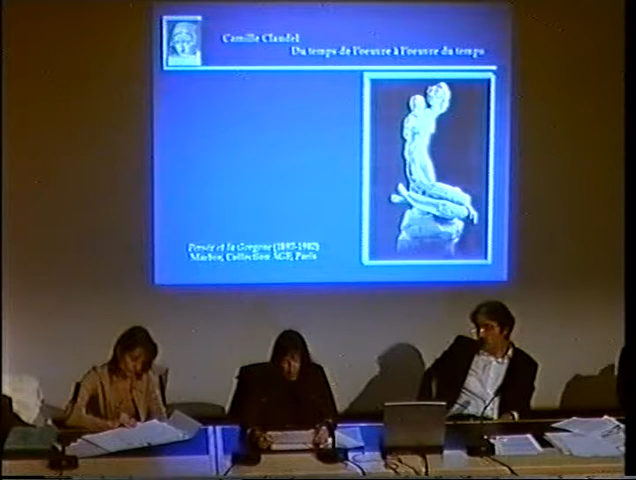 Camille Claudel:
Du temps de l'oeuvre à l'oeuvre du temps
Persée et la Gorgone (1897-1902)
Marbre, Collection AGF, Paris